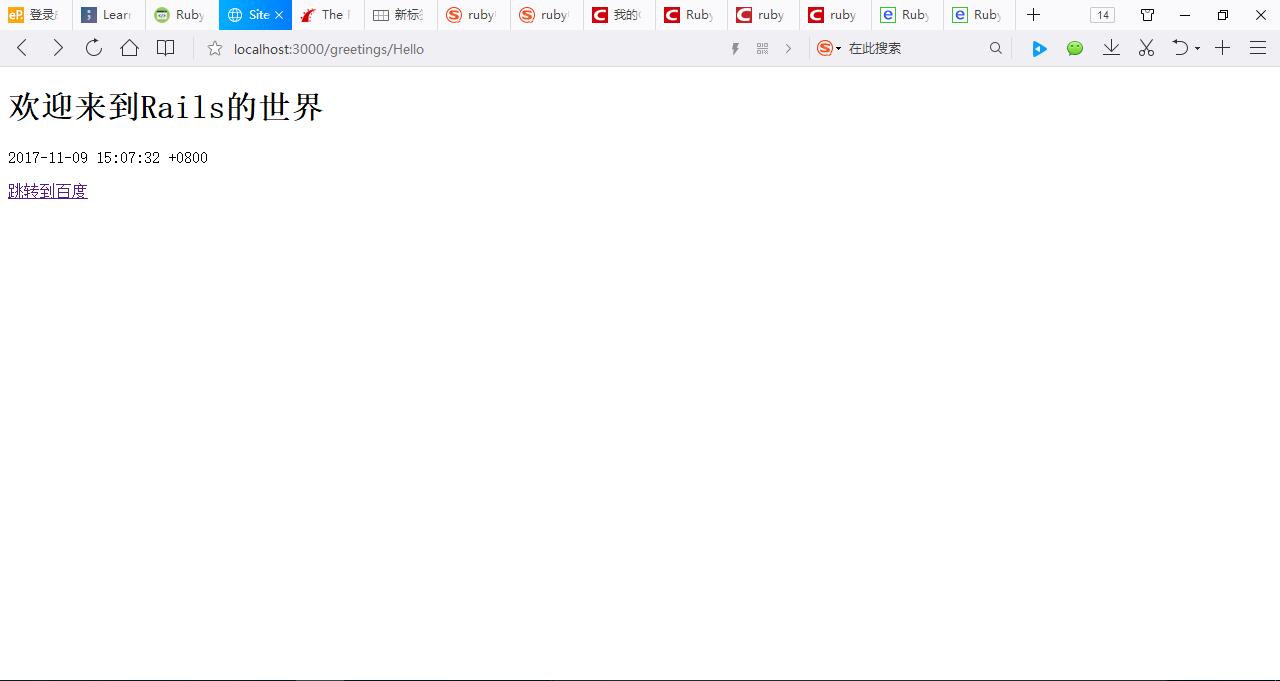 登录 Learn Ruby Site The 新标签 ruby ruby 我的 Ruby ruby ruby Ruby Ruby 14
localhost:3000/greetings/Hello 在此搜索
欢迎来到Rails的世界
2017-11-09 15:07:32 +0800
跳转到百度